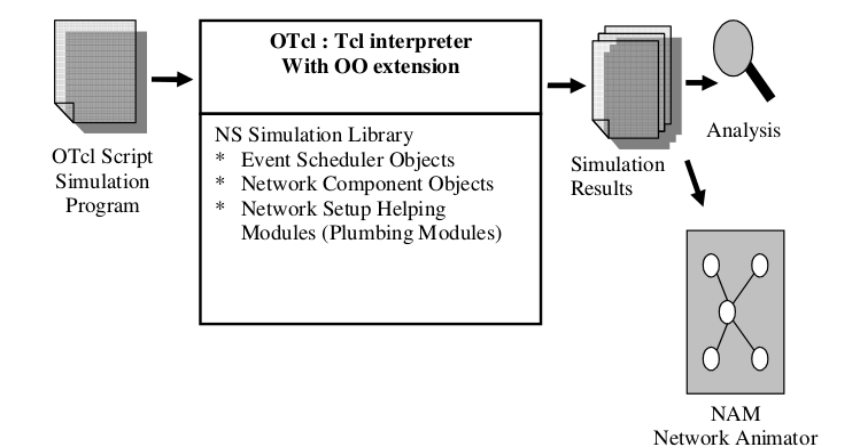 OTcl : Tcl interpreter
With OO extension
NS Simulation Library
* Event Scheduler Objects
* Network Component Objects
* Network Setup Helping
Modules (Plumbing Modules)
OTcl Script
Simulation
Program
Simulation
Results
Analysis
NAM
Network Animator